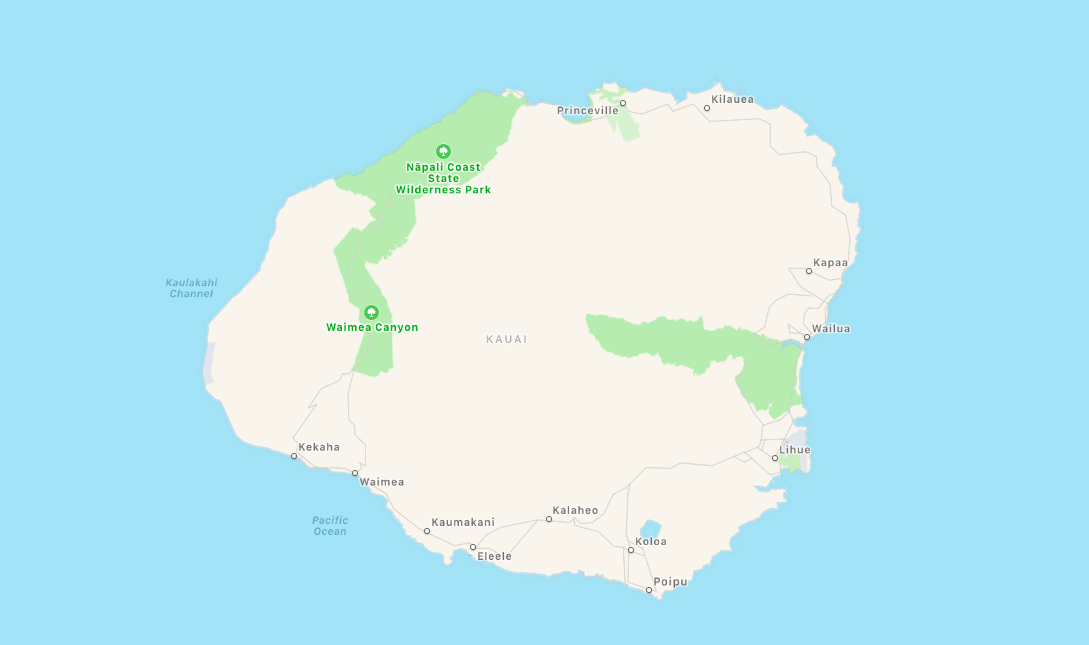 Kilauea
Princeville
Nāpali Coast
State
Wilderness Park
Kapaa
Kaulakahi
Channel
Waimea Canyon
Wailua
KAUAI
Kekaha
Lihue
Waimea
Kalaheo
Pacific
Ocean
Kaumakani
Koloa
Eleele
Poipu